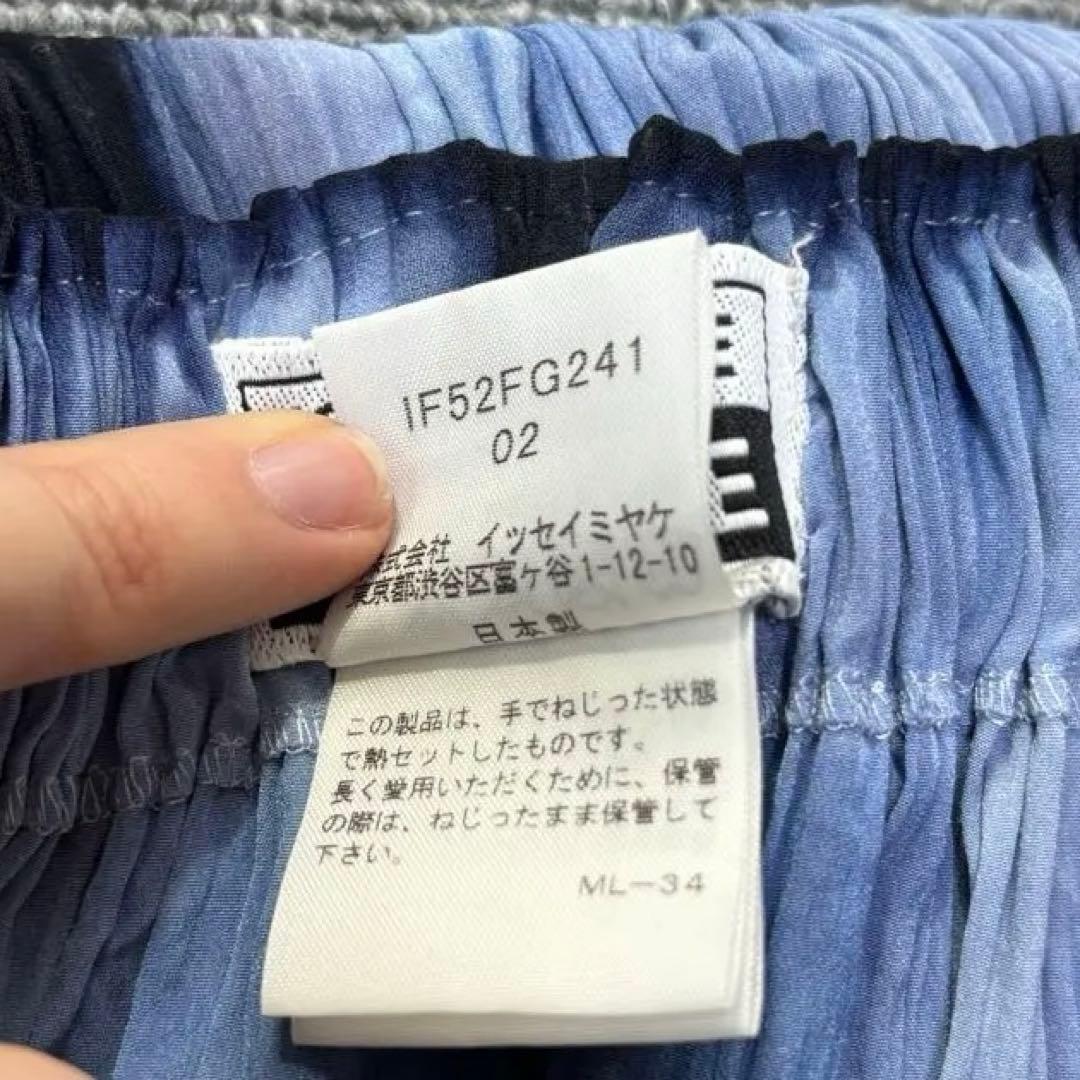 IF52FG241
02
式会社 イッセイミヤケ
東京都渋谷区富ケ谷1-12-10
日本製
この製品は、手でねじった状態
で熱セットしたものです。
長く愛用いただくために、保管
の際は、ねじったまま保管して
下さい。
ML-34